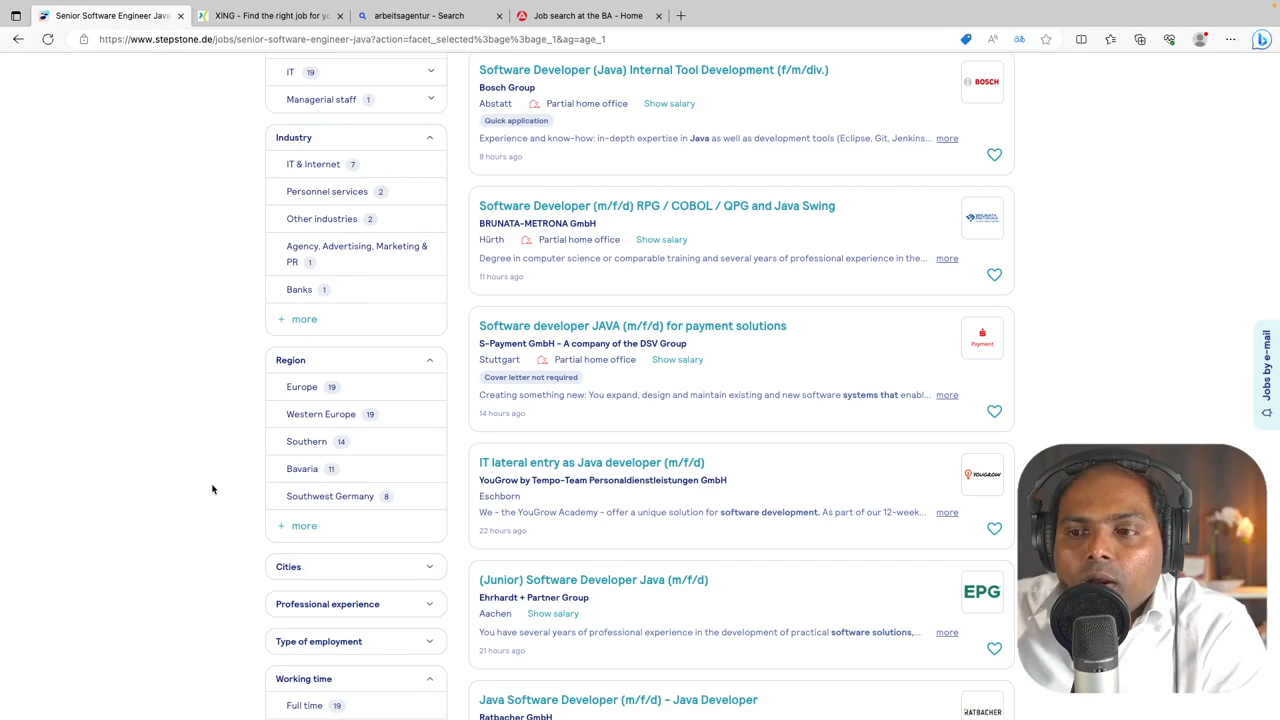 Senior Software Engineer Java
XING - Find the right job for yo
arbeitsagentur - Search
Job search at the BA - Home
https://www.stepstone.de/jobs/senior-software-engineer-java?action=facet_selected%3bage%3bage_1&ag=age_1
IT 19
Managerial staff 1
Industry
IT & Internet 7
Personnel services 2
Other industries 2
Agency, Advertising, Marketing &
PR 1
Banks 1
+ more
Region
Europe 19
Western Europe 19
Southern 14
Bavaria 11
Southwest Germany 8
+ more
Cities
Professional experience
Type of employment
Working time
Full time 19
Software Developer (Java) Internal Tool Development (f/m/div.)
Bosch Group
Abstatt Partial home office Show salary
Quick application
Experience and know-how: in-depth expertise in Java as well as development tools (Eclipse, Git, Jenkins... more
8 hours ago
BOSCH
Software Developer (m/f/d) RPG / COBOL / QPG and Java Swing
BRUNATA-METRONA GmbH
Hürth Partial home office Show salary
Degree in computer science or comparable training and several years of professional experience in the... more
11 hours ago
BRUNATA
METRONA
Software developer JAVA (m/f/d) for payment solutions
S-Payment GmbH - A company of the DSV Group
Stuttgart Partial home office Show salary
Cover letter not required
Creating something new: You expand, design and maintain existing and new software systems that enabl... more
14 hours ago
Payment
IT lateral entry as Java developer (m/f/d)
YouGrow by Tempo-Team Personaldienstleistungen GmbH
Eschborn
We - the YouGrow Academy - offer a unique solution for software development. As part of our 12-week... more
22 hours ago
YOUGROW
(Junior) Software Developer Java (m/f/d)
Ehrhardt + Partner Group
Aachen Show salary
You have several years of professional experience in the development of practical software solutions,... more
21 hours ago
EPG
Java Software Developer (m/f/d) - Java Developer
Ratbacher GmbH
RATBACHER
Jobs by e-mail